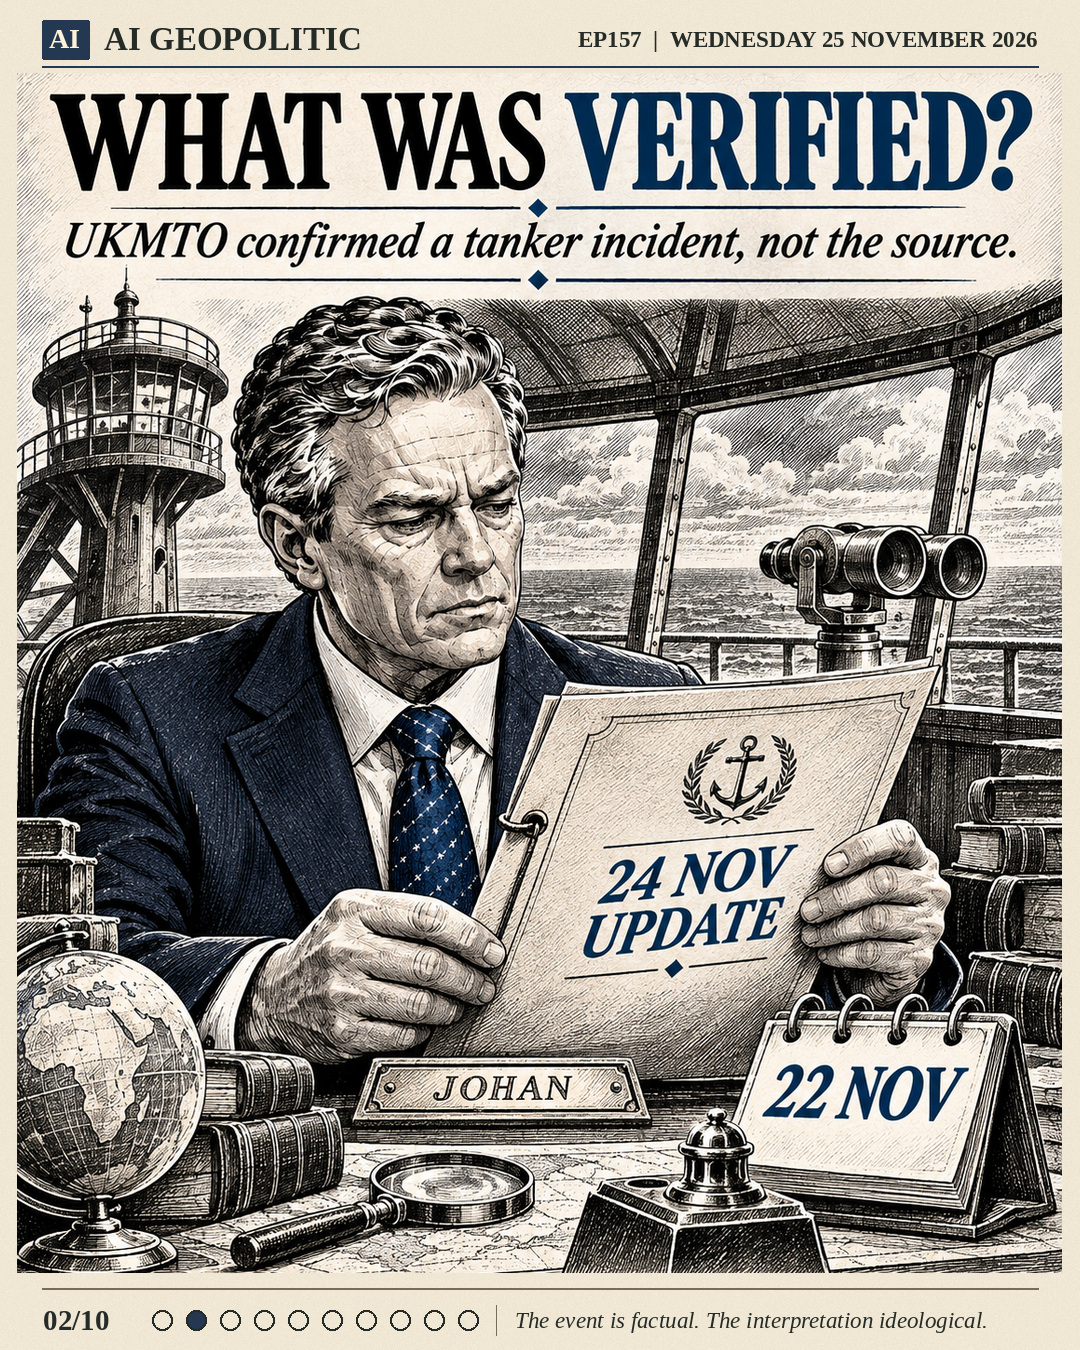 AI AI GEOPOLITIC
EP157 | WEDNESDAY 25 NOVEMBER 2026
WHAT WAS VERIFIED?
UKMTO confirmed a tanker incident, not the source.
24 NOV
UPDATE
JOHAN
22 NOV
02/10
The event is factual. The interpretation ideological.